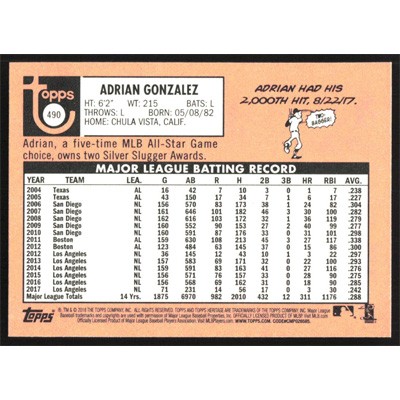 topps
490
ADRIAN GONZALEZ
HT: 6'2" WT: 215 BATS: L
THROWS: L BORN: 05/08/82
HOME: CHULA VISTA, CALIF.
ADRIAN HAD HIS
2,000TH HIT, 8/22/17.
TWO BAGGER!
Adrian, a five-time MLB All-Star Game
choice, owns two Silver Slugger Awards.
MAJOR LEAGUE BATTING RECORD
YEAR TEAM LEA. G AB R H 2B 3B HR RBI AVG.
2004 Texas AL 16 42 7 10 3 0 1 7 .238
2005 Texas AL 43 150 17 34 7 1 6 17 .227
2006 San Diego NL 156 570 83 173 38 1 24 82 .304
2007 San Diego NL 161 646 101 182 46 3 30 100 .282
2008 San Diego NL 162 616 103 172 32 1 36 119 .279
2009 San Diego NL 160 552 90 153 27 2 40 99 .277
2010 San Diego NL 160 591 87 176 33 0 31 101 .298
2011 Boston AL 159 630 108 213 45 3 27 117 .338
2012 Boston AL 123 484 63 145 37 0 15 86 .300
2012 Los Angeles NL 36 145 12 43 10 1 3 22 .297
2013 Los Angeles NL 157 583 69 171 32 0 22 100 .293
2014 Los Angeles NL 159 591 83 163 41 0 27 116 .276
2015 Los Angeles NL 156 571 76 157 33 0 28 90 .275
2016 Los Angeles NL 156 568 69 162 31 0 18 90 .285
2017 Los Angeles NL 71 231 14 56 17 0 3 30 .242
Major League Totals 14 Yrs. 1875 6970 982 2010 432 12 311 1176 .288
Topps